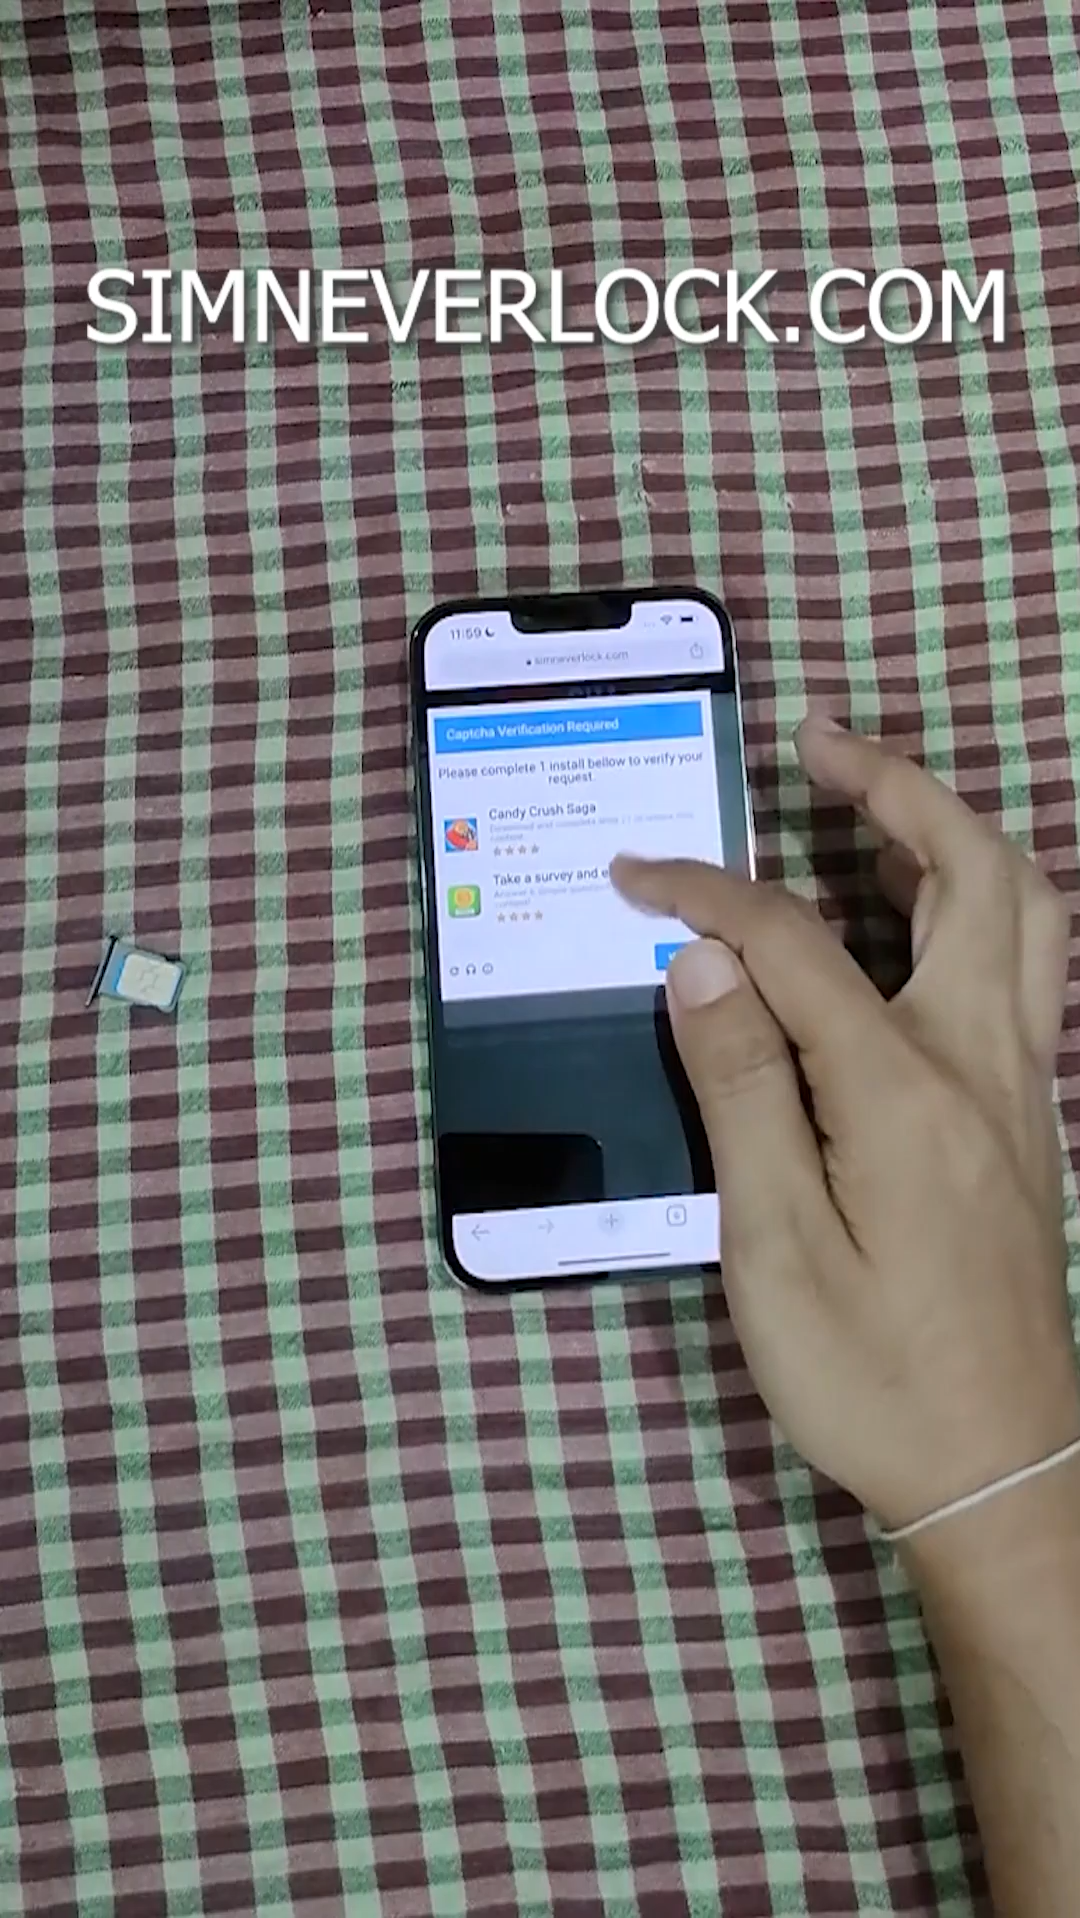 SIMNEVERLOCK.COM
11:59
simneverlock.com
Captcha Verification Required
Please complete 1 install bellow to verify your
request.
Candy Crush Saga
Take a survey and